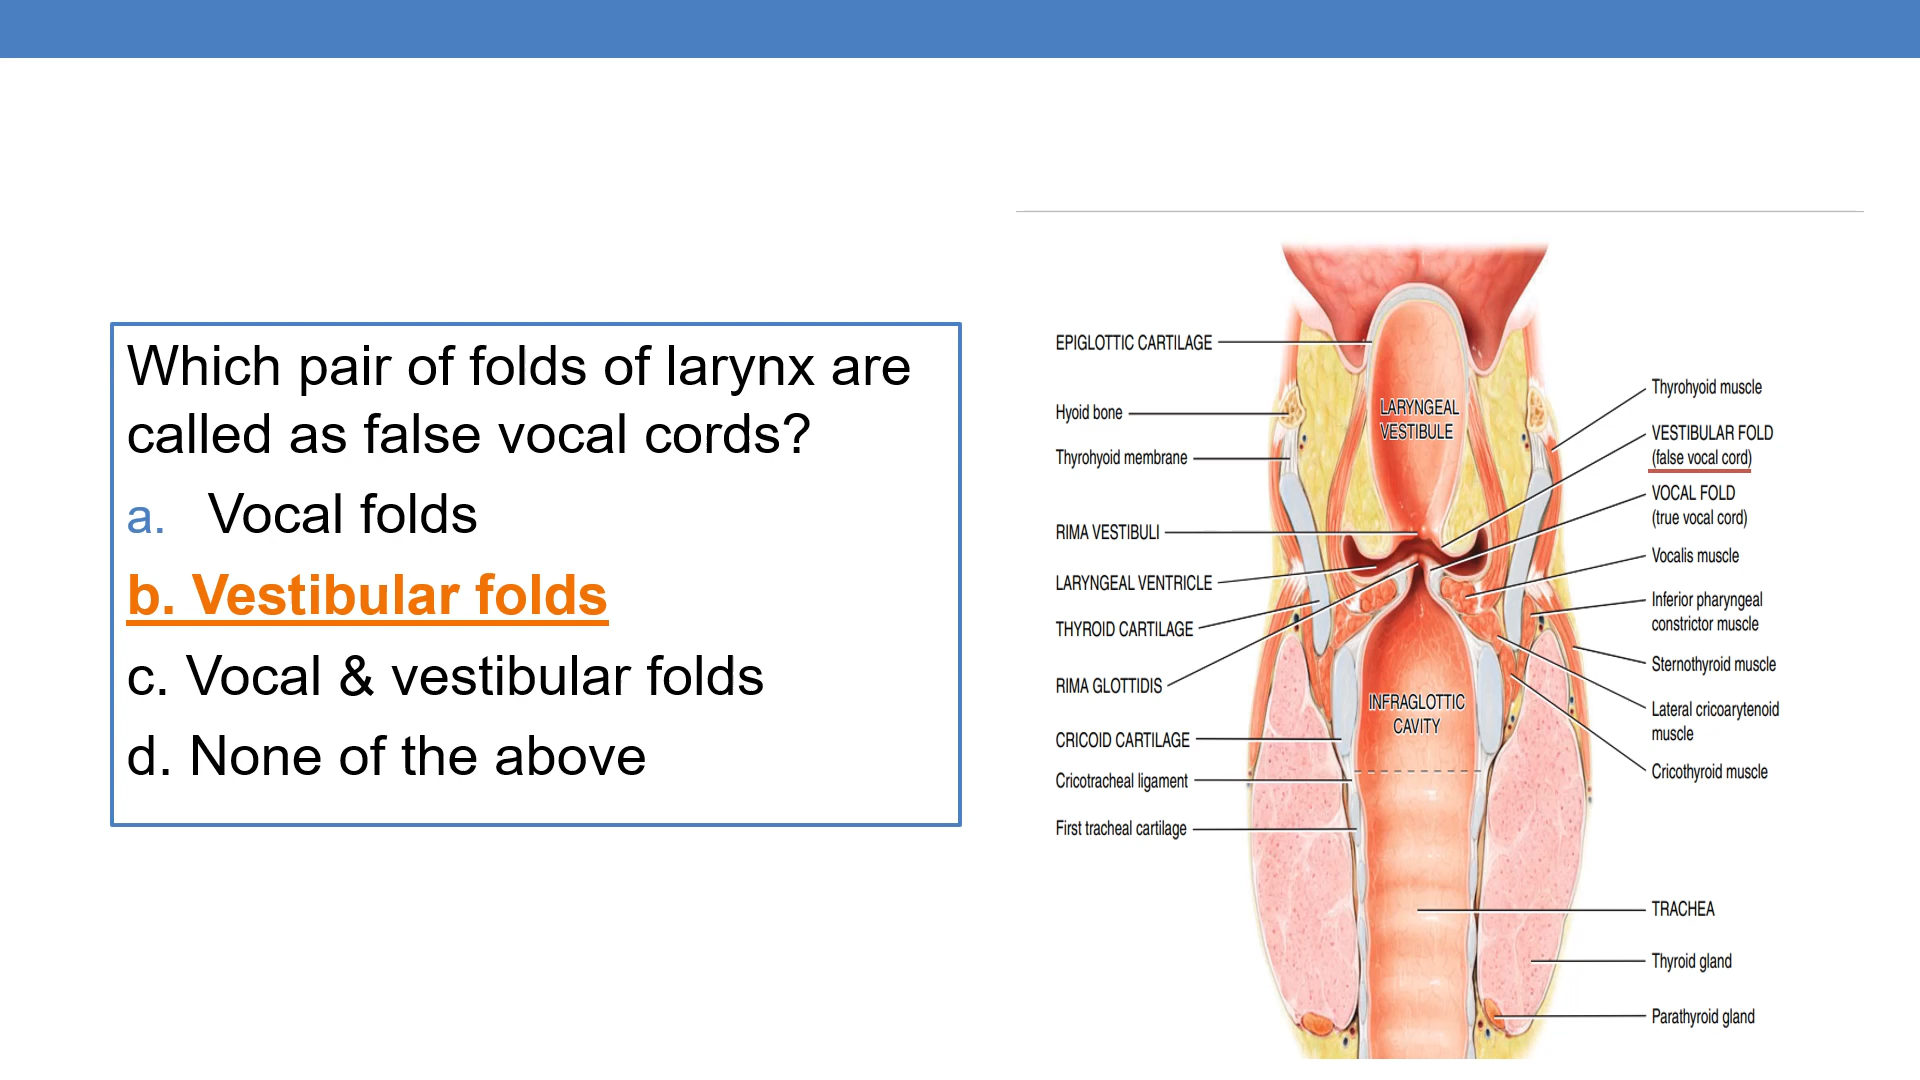 Which pair of folds of larynx are
called as false vocal cords?
a. Vocal folds
b. Vestibular folds
c. Vocal & vestibular folds
d. None of the above
EPIGLOTTIC CARTILAGE
Hyoid bone
Thyrohyoid membrane
RIMA VESTIBULI
LARYNGEAL VENTRICLE
THYROID CARTILAGE
RIMA GLOTTIDIS
CRICOID CARTILAGE
Cricotracheal ligament
First tracheal cartilage
LARYNGEAL
VESTIBULE
INFRAGLOTTIC
CAVITY
Thyrohyoid muscle
VESTIBULAR FOLD
(false vocal cord)
VOCAL FOLD
(true vocal cord)
Vocalis muscle
Inferior pharyngeal
constrictor muscle
Sternothyroid muscle
Lateral cricoarytenoid
muscle
Cricothyroid muscle
TRACHEA
Thyroid gland
Parathyroid gland